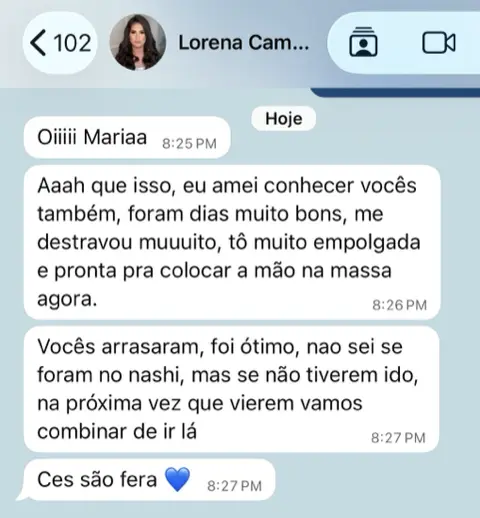 102
Lorena Cam...
Hoje
Oiiiii Mariaa
8:25 PM
Aaah que isso, eu amei conhecer vocês
também, foram dias muito bons, me
destravou muuuito, tô muito empolgada
e pronta pra colocar a mão na massa
agora.
8:26 PM
Vocês arrasaram, foi ótimo, nao sei se
foram no nashi, mas se não tiverem ido,
na próxima vez que vierem vamos
combinar de ir lá
8:27 PM
Ces são fera 💙
8:27 PM